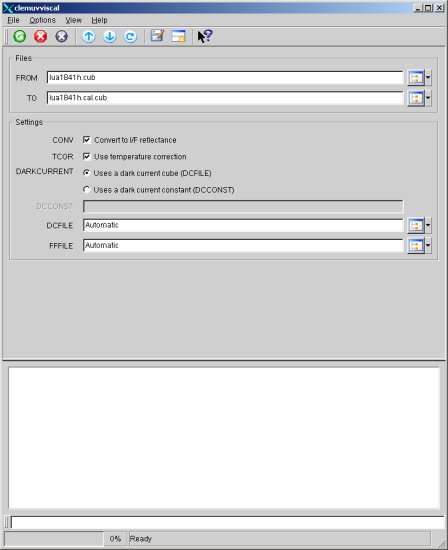 clemuvviscal
File Options View Help
Files
FROM lua1841h.cub
TO lua1841h.cal.cub
Settings
CONV Convert to I/F reflectance
TCOR Use temperature correction
DARKCURRENT Uses a dark current cube (DCFILE)
Uses a dark current constant (DCCONST)
DCCONST
DCFILE Automatic
FFFILE Automatic
0% Ready